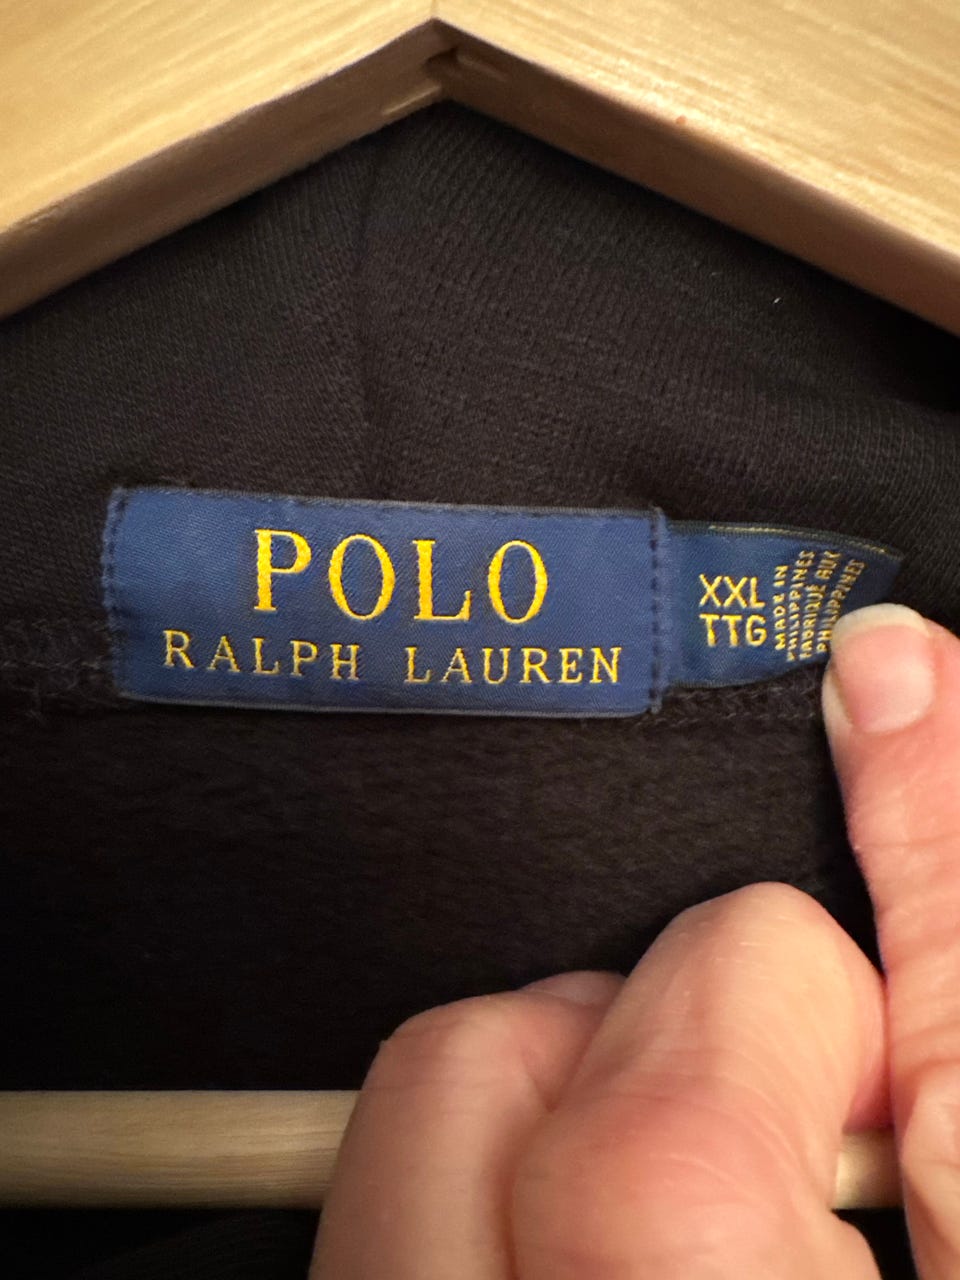 POLO
RALPH LAUREN
XXL
TTG
MADE IN
PHILIPPINES
FABRIQUÉ AUX
PHILIPPINES